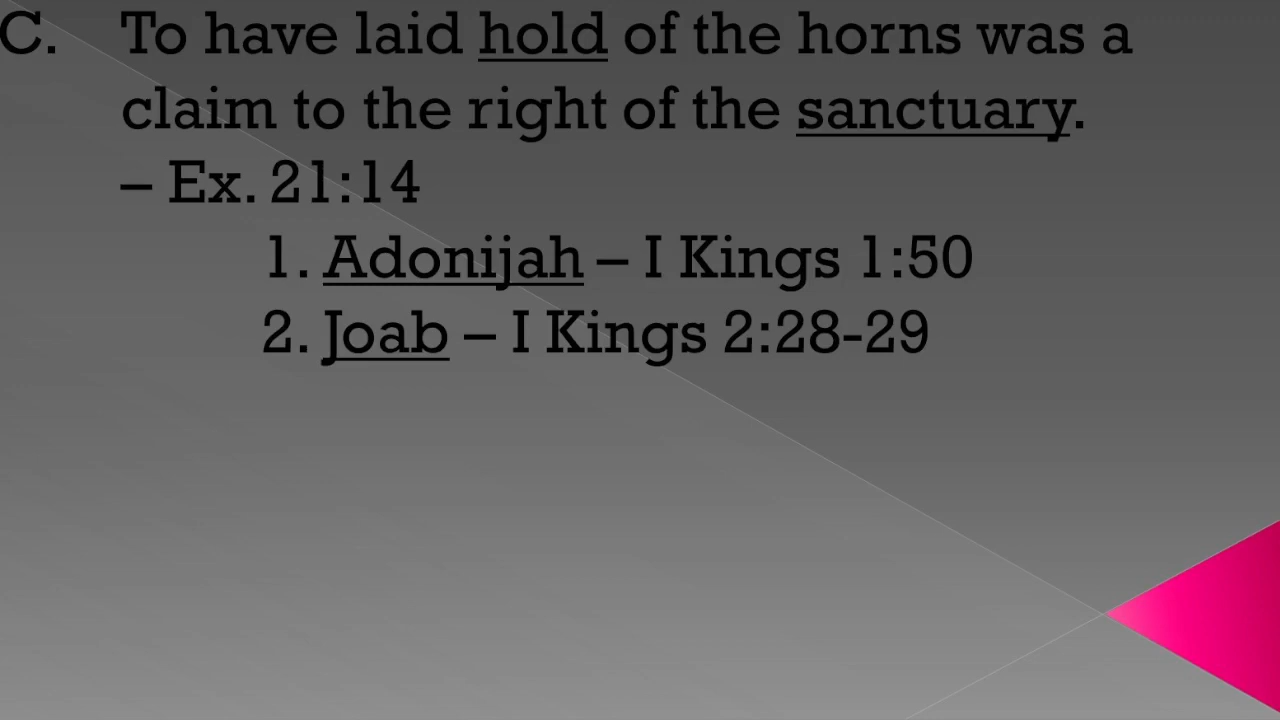 C. To have laid hold of the horns was a
claim to the right of the sanctuary.
– Ex. 21:14
1. Adonijah – I Kings 1:50
2. Joab – I Kings 2:28-29